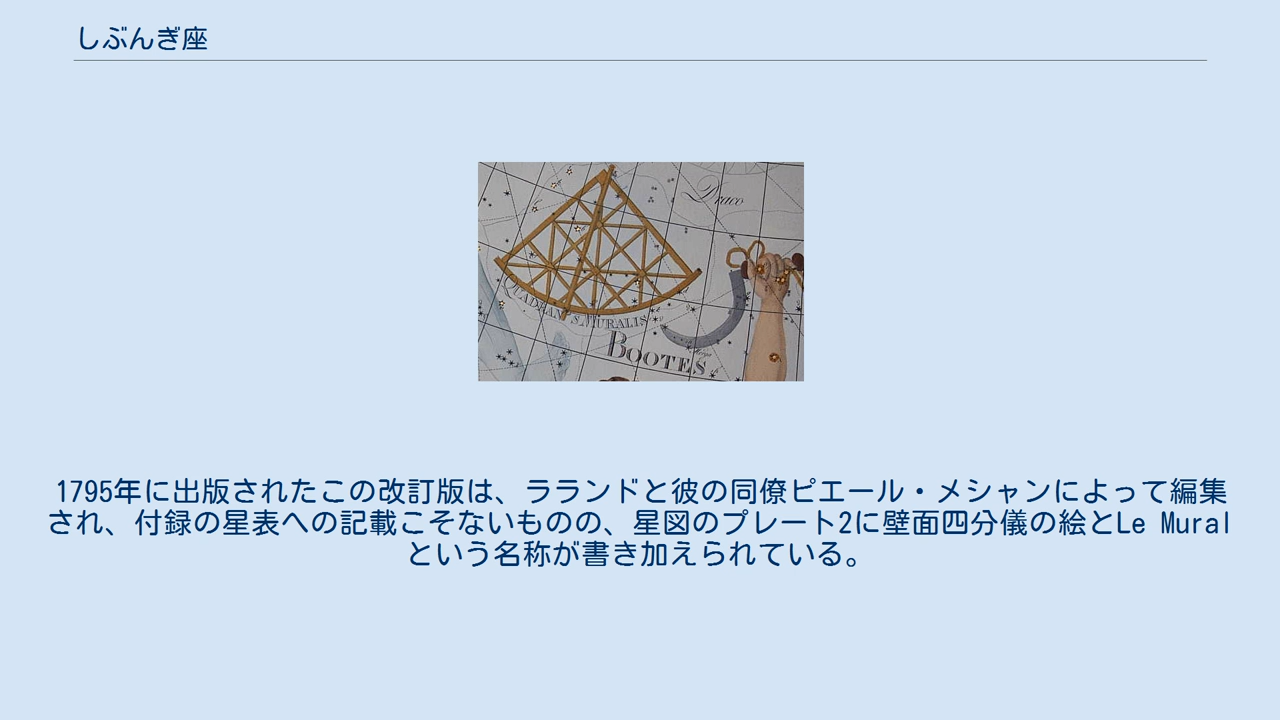 しぶんぎ座
Draco
QUADRANS MURALIS
BOOTES
1795年に出版されたこの改訂版は、ラランドと彼の同僚ピエール・メシャンによって編集
され、付録の星表への記載こそないものの、星図のプレート2に壁面四分儀の絵とLe Mural
という名称が書き加えられている。